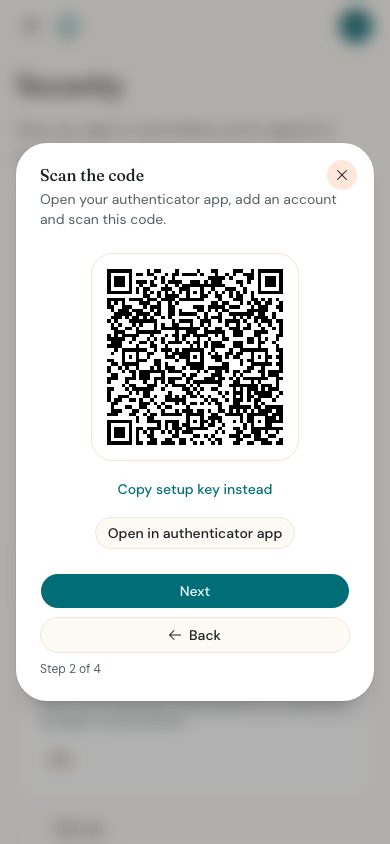 Security
Scan the code
Open your authenticator app, add an account
and scan this code.
Copy setup key instead
Open in authenticator app
Next
Back
Step 2 of 4